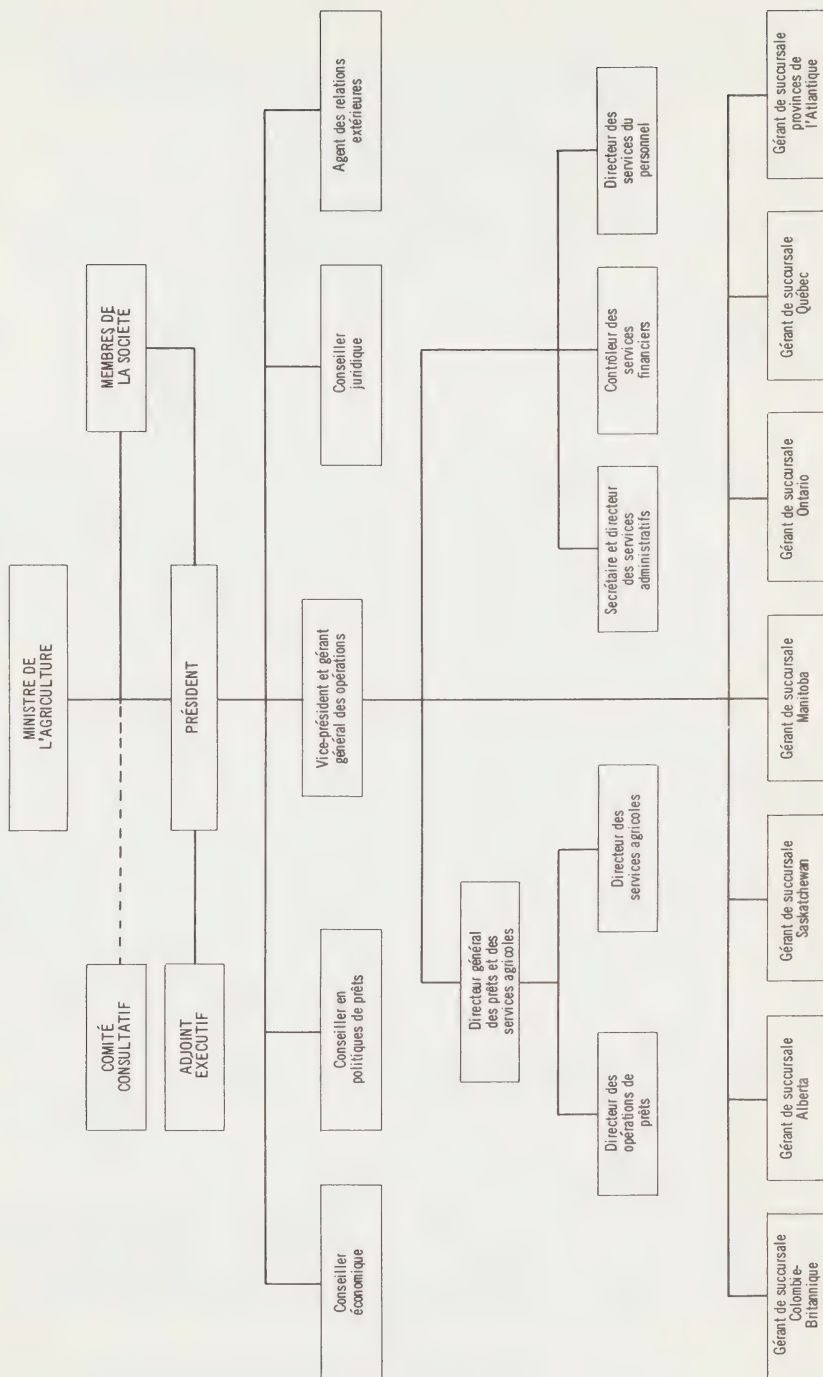 MINISTRE DE
L'AGRICULTURE
MEMBRES DE
LA SOCIÉTÉ
COMITÉ
CONSULTATIF
PRÉSIDENT
ADJOINT
EXECUTIF
Conseiller
économique
Conseiller en
politiques de prêts
Vice-président et gérant
général des opérations
Conseiller
juridique
Agent des relations
extérieures
Directeur général
des prêts et des
services agricoles
Directeur des
opérations de
prêts
Directeur des
services agricoles
Secrétaire et directeur
des services
administratifs
Contrôleur des
services
financiers
Directeur des
services du
personnel
Gérant de succursale
Colombie-
Britannique
Gérant de succursale
Alberta
Gérant de succursale
Saskatchewan
Gérant de succursale
Manitoba
Gérant de succursale
Ontario
Gérant de succursale
Québec
Gérant de succursale
provinces de
l'Atlantique